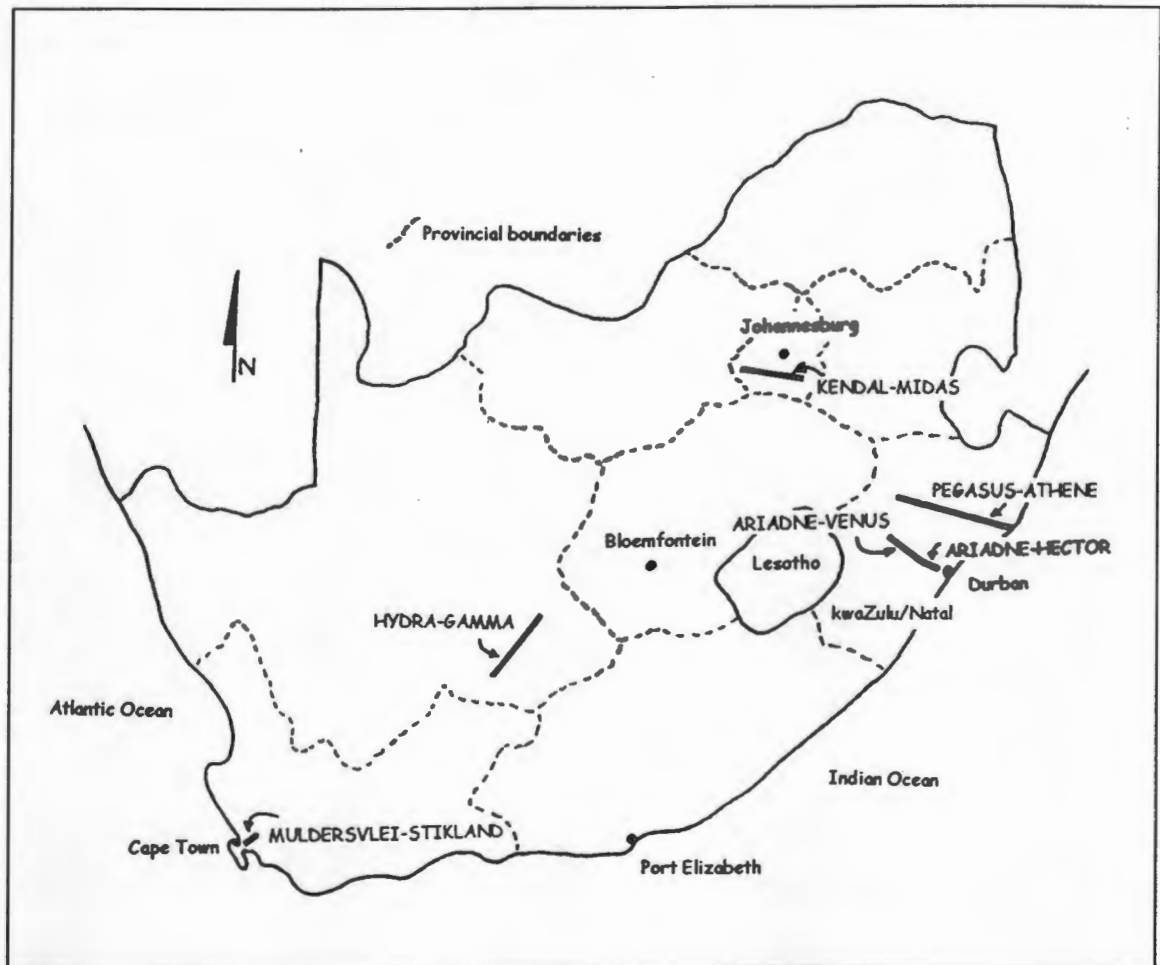 Provincial boundaries
N
Johannesburg
KENDAL-MIDAS
PEGASUS-ATHENE
ARIADNE-VENUS
ARIADNE-HECTOR
Bloemfontein
Lesotho
Durban
kwaZulu/Natal
HYDRA-GAMMA
Atlantic Ocean
Indian Ocean
MULDERSVLEI-STIKLAND
Cape Town
Port Elizabeth